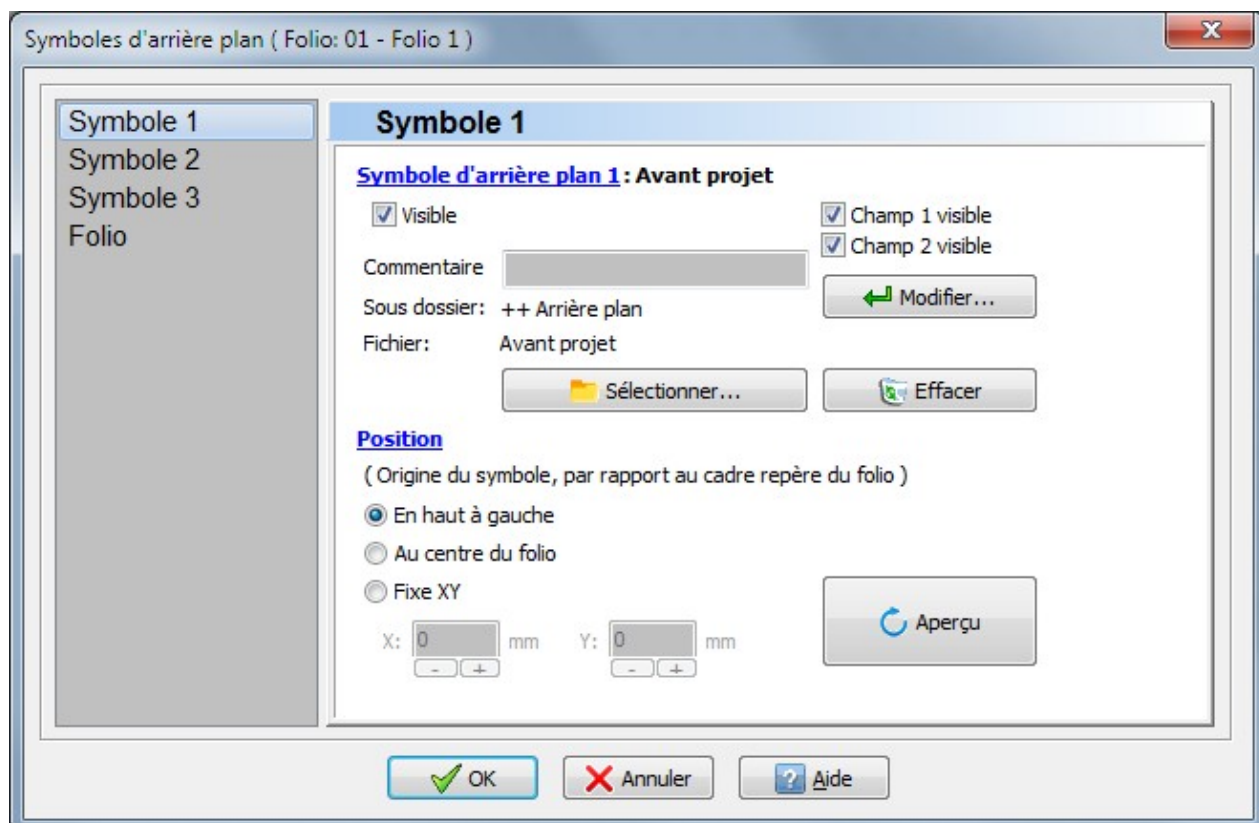 Symboles d'arrière plan ( Folio: 01 - Folio 1 )
x
Symbole 1
Symbole 2
Symbole 3
Folio
Symbole 1
Symbole d'arrière plan 1 : Avant projet
Visible
Champ 1 visible
Champ 2 visible
Commentaire
Modifier...
Sous dossier: ++ Arrière plan
Fichier: Avant projet
Sélectionner...
Effacer
Position
( Origine du symbole, par rapport au cadre repère du folio )
En haut à gauche
Au centre du folio
Fixe XY
Aperçu
X: 0 mm Y: 0 mm
- + - +
OK Annuler ? Aide